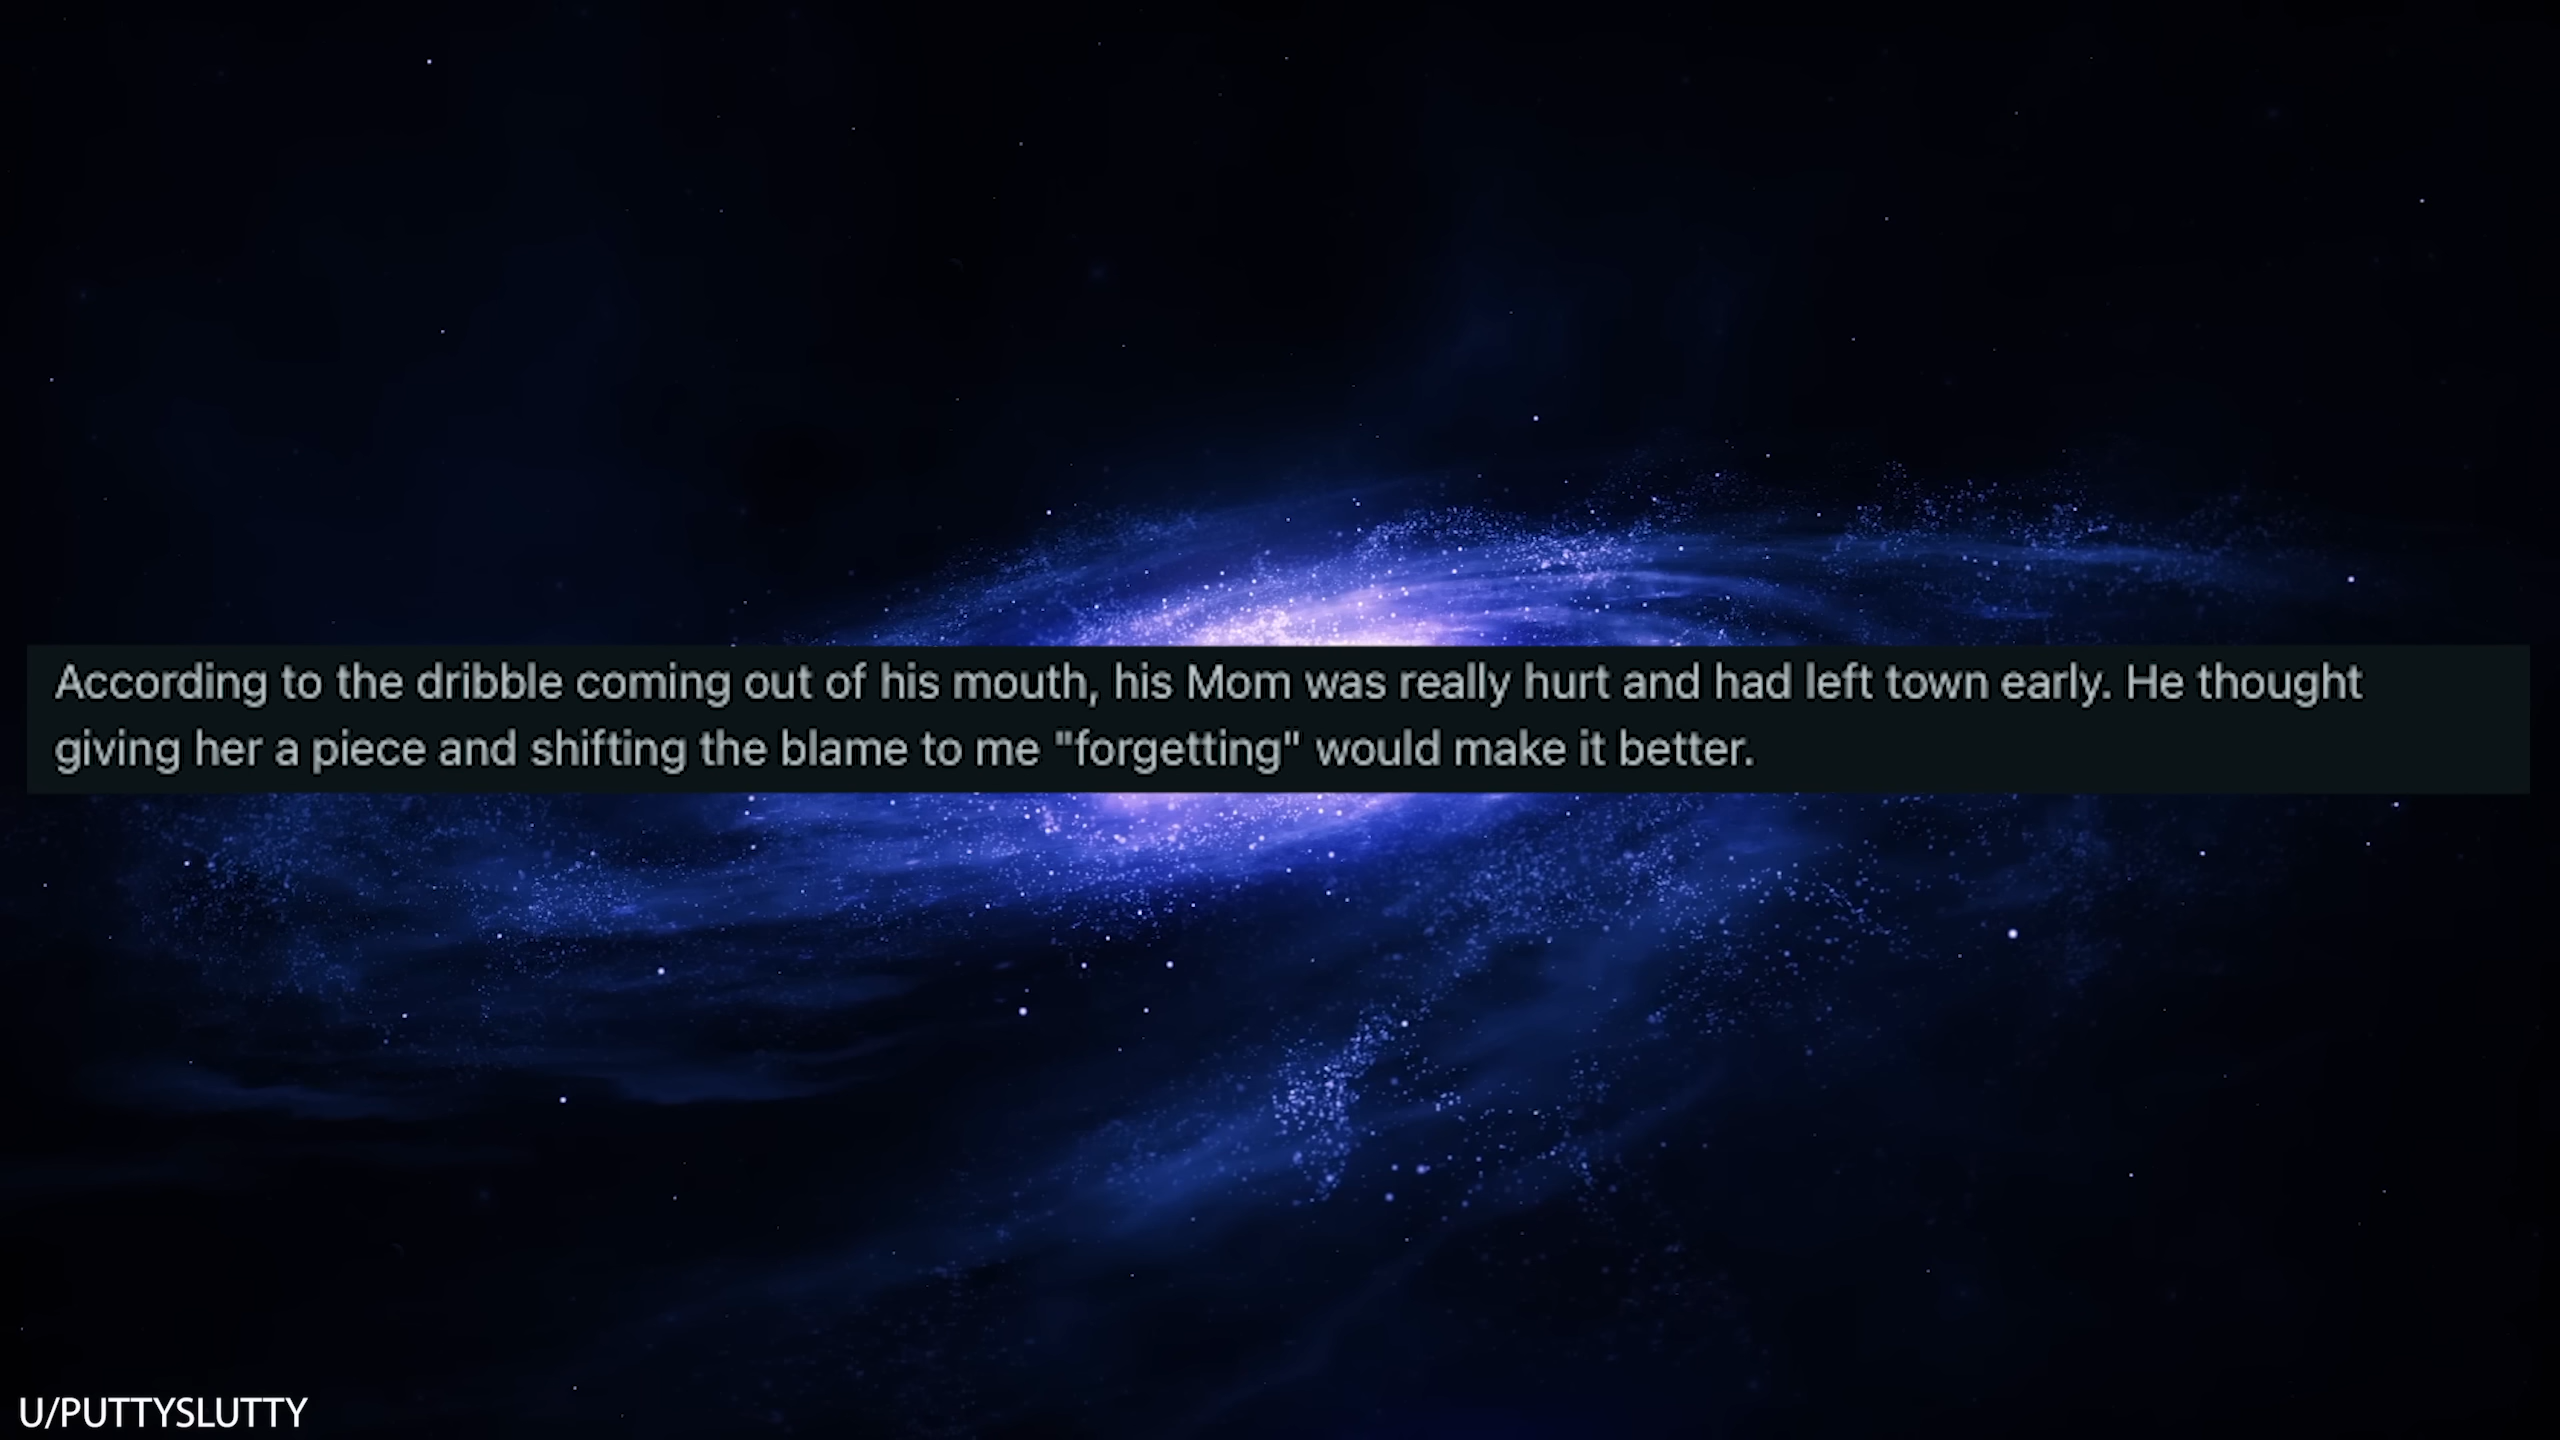 According to the dribble coming out of his mouth, his Mom was really hurt and had left town early. He thought
giving her a piece and shifting the blame to me "forgetting" would make it better.
U/PUTTYSLUTTY